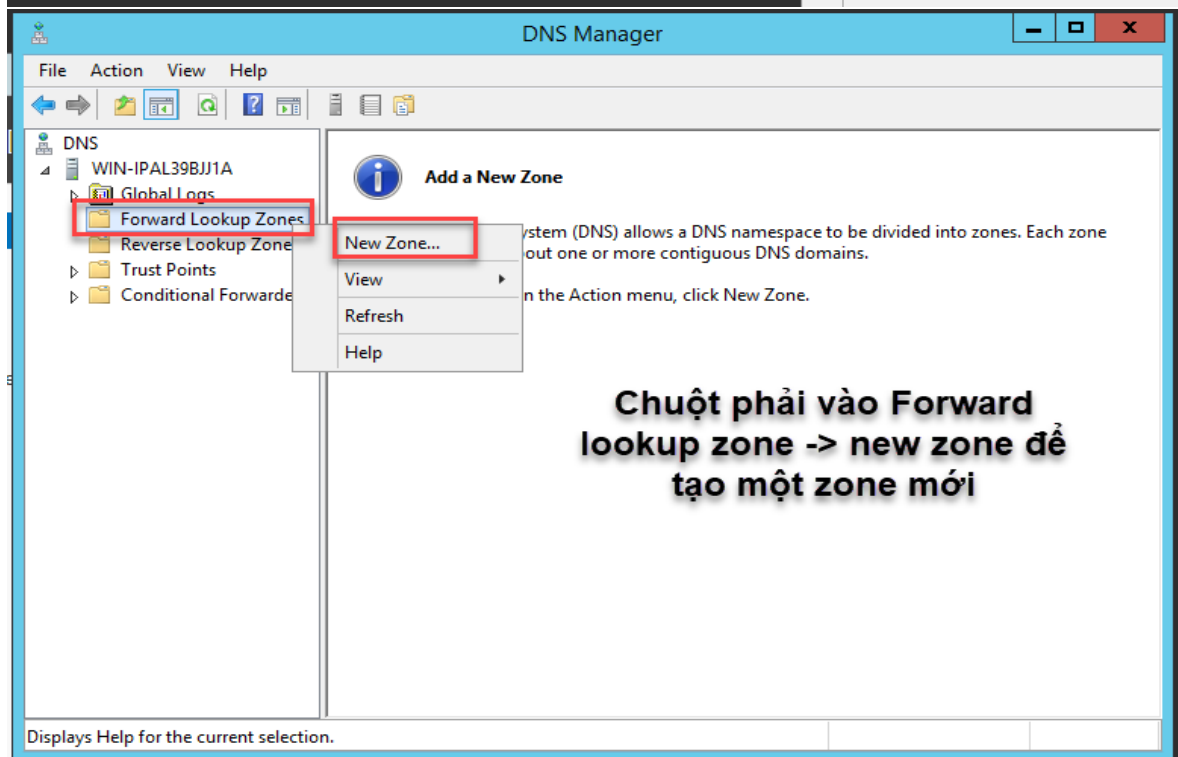 DNS Manager
File Action View Help
DNS
WIN-IPAL39BJJ1A
Global Logs
Forward Lookup Zones
Reverse Lookup Zone
Trust Points
Conditional Forwarde
New Zone...
View
Refresh
Help
Add a New Zone
ystem (DNS) allows a DNS namespace to be divided into zones. Each zone
out one or more contiguous DNS domains.
n the Action menu, click New Zone.
Chuột phải vào Forward
lookup zone -> new zone để
tạo một zone mới
Displays Help for the current selection.